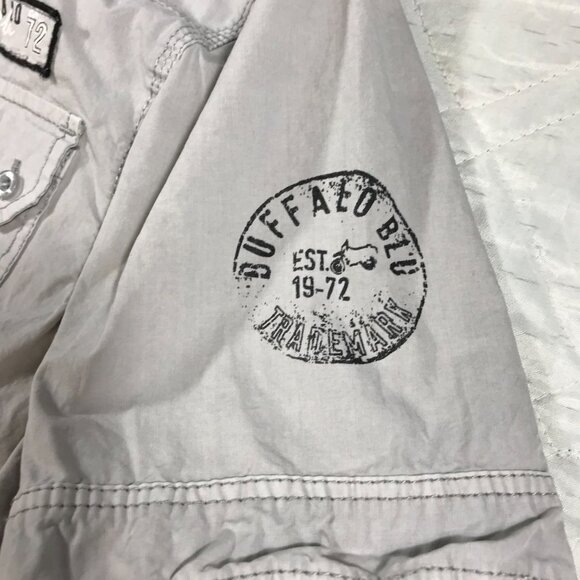 72
BUFFALO BLU
EST.
19-72
TRADEMARK